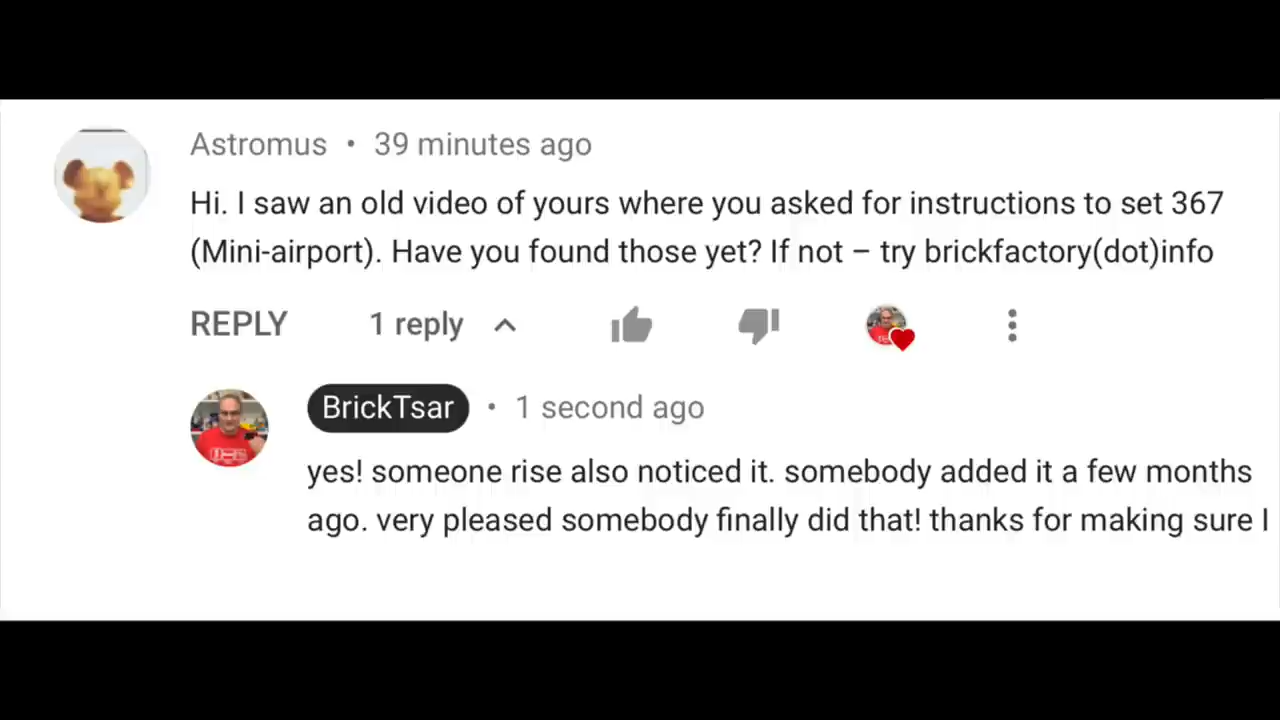 Astromus • 39 minutes ago
Hi. I saw an old video of yours where you asked for instructions to set 367
(Mini-airport). Have you found those yet? If not – try brickfactory(dot)info
REPLY 1 reply
BrickTsar • 1 second ago
yes! someone rise also noticed it. somebody added it a few months
ago. very pleased somebody finally did that! thanks for making sure I